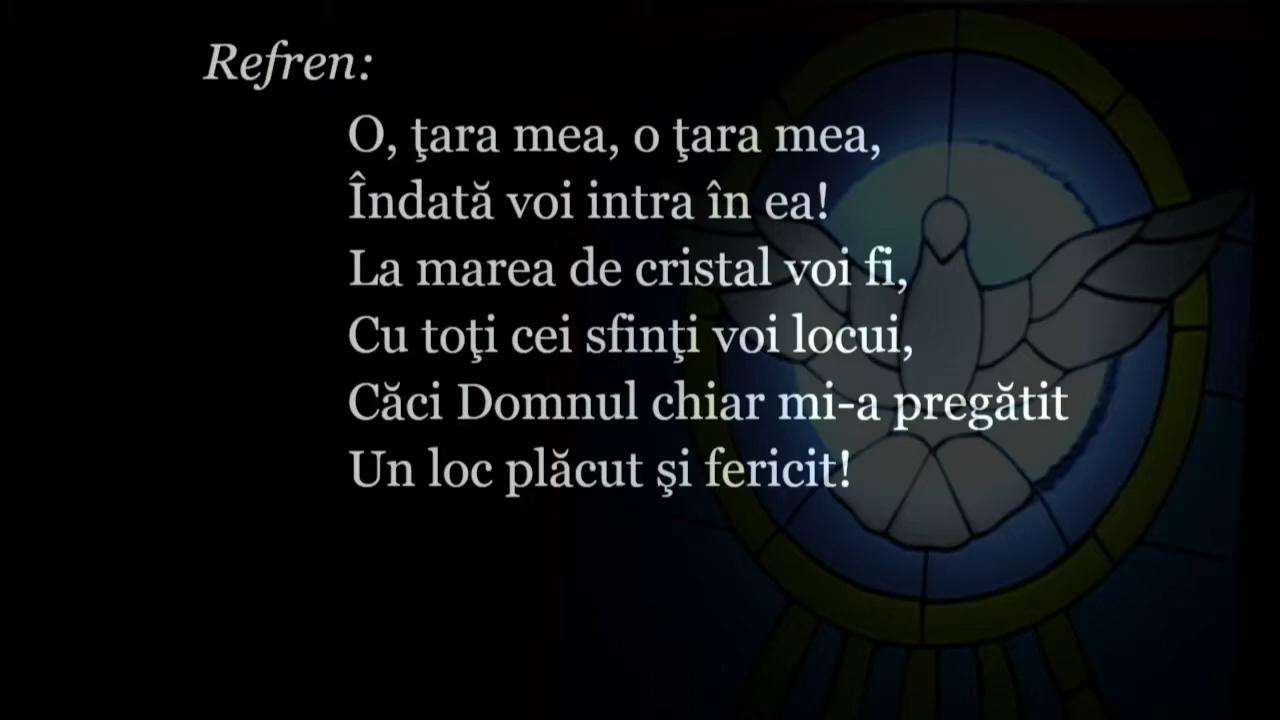 Refren:
O, ţara mea, o ţara mea,
Îndată voi intra în ea!
La marea de cristal voi fi,
Cu toţi cei sfinţi voi locui,
Căci Domnul chiar mi-a pregătit
Un loc plăcut şi fericit!